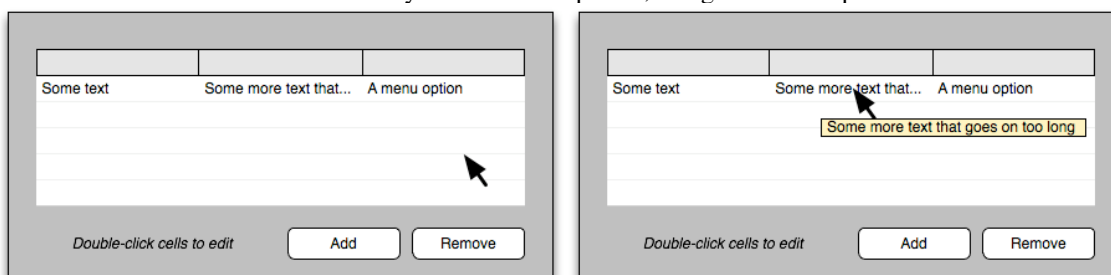 Some text Some more text that... A menu option
Double-click cells to edit Add Remove
Some text Some more text that... A menu option
Some more text that goes on too long
Double-click cells to edit Add Remove